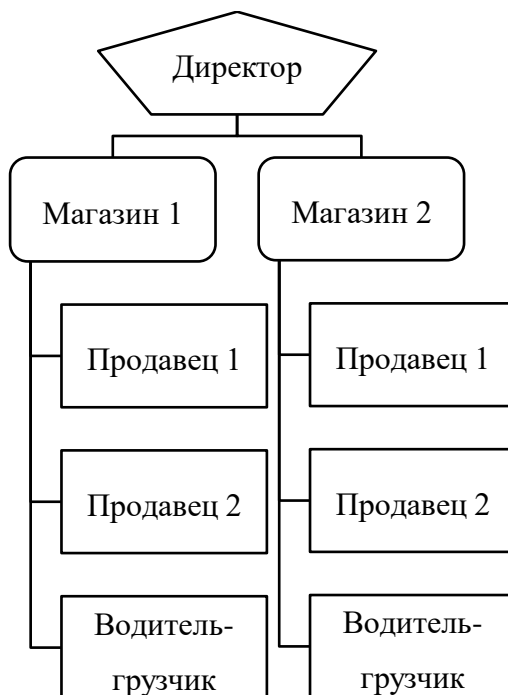 Директор
Магазин 1
Магазин 2
Продавец 1
Продавец 1
Продавец 2
Продавец 2
Водитель-
грузчик
Водитель-
грузчик